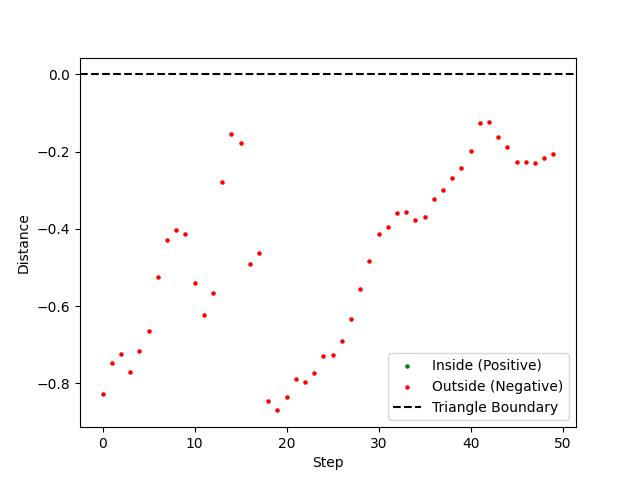 0.0
−0.2
−0.4
−0.6
−0.8
Distance
Inside (Positive)
Outside (Negative)
Triangle Boundary
0 10 20 30 40 50
Step